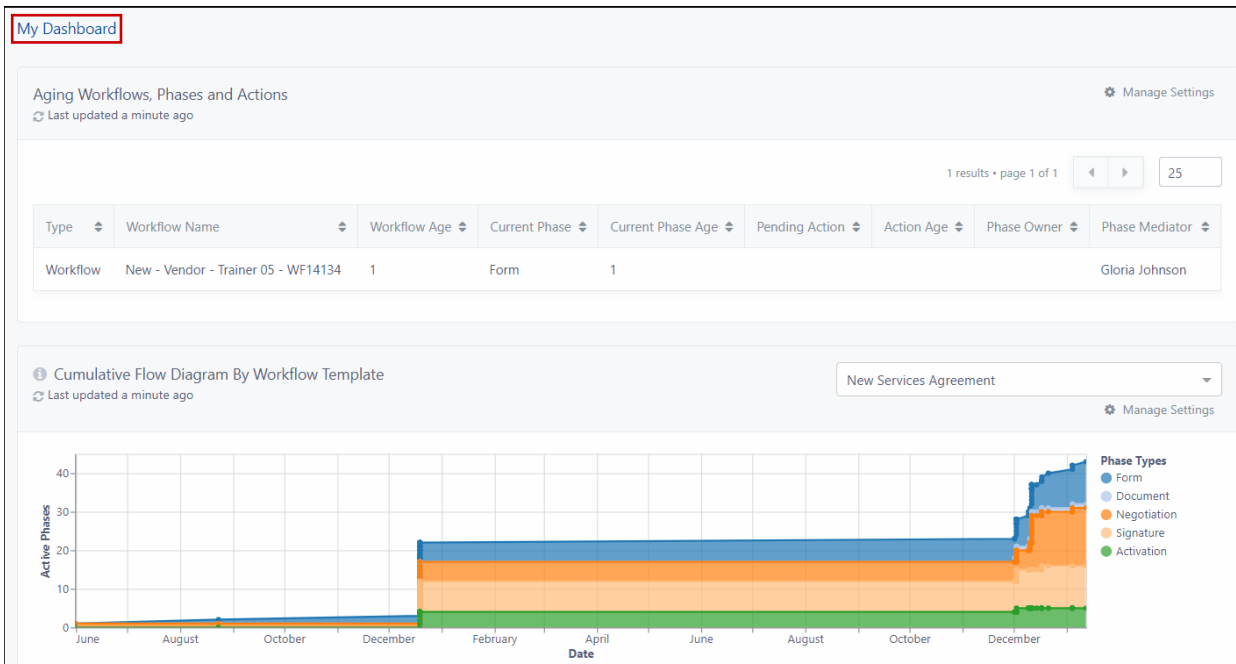 My Dashboard
Aging Workflows, Phases and Actions
Manage Settings
Last updated a minute ago
1 results • page 1 of 1
25
Type Workflow Name Workflow Age Current Phase Current Phase Age Pending Action Action Age Phase Owner Phase Mediator
Workflow New - Vendor - Trainer 05 - WF14134 1 Form 1 Gloria Johnson
Cumulative Flow Diagram By Workflow Template
New Services Agreement
Last updated a minute ago
Manage Settings
Phase Types
Form
Document
Negotiation
Signature
Activation
Active Phases
40
30
20
10
0
June August October December February April June August October December
Date